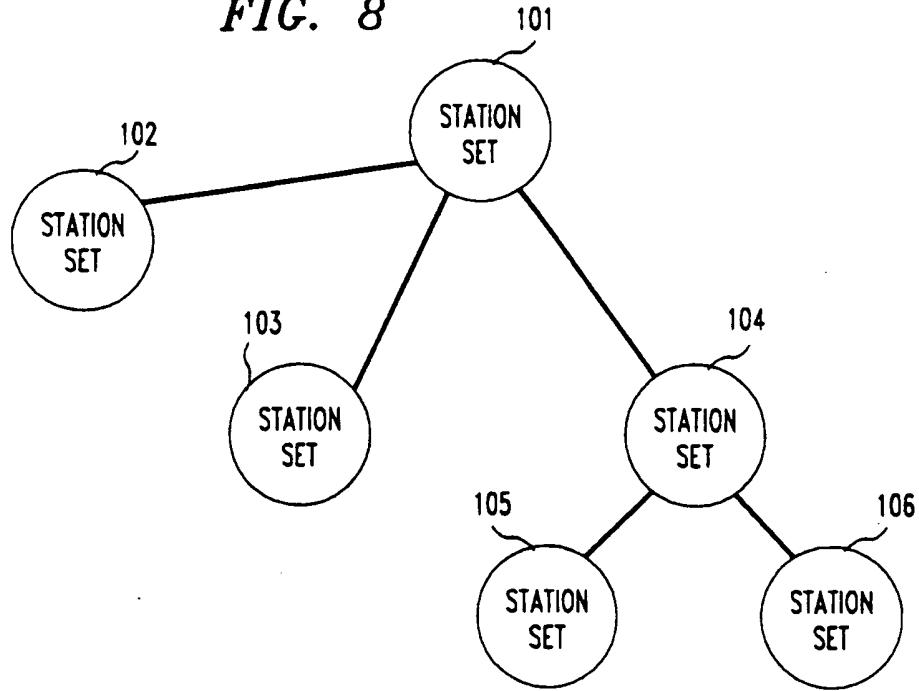 FIG. 8
101
STATION
SET
102
STATION
SET
103
STATION
SET
104
STATION
SET
105
STATION
SET
106
STATION
SET